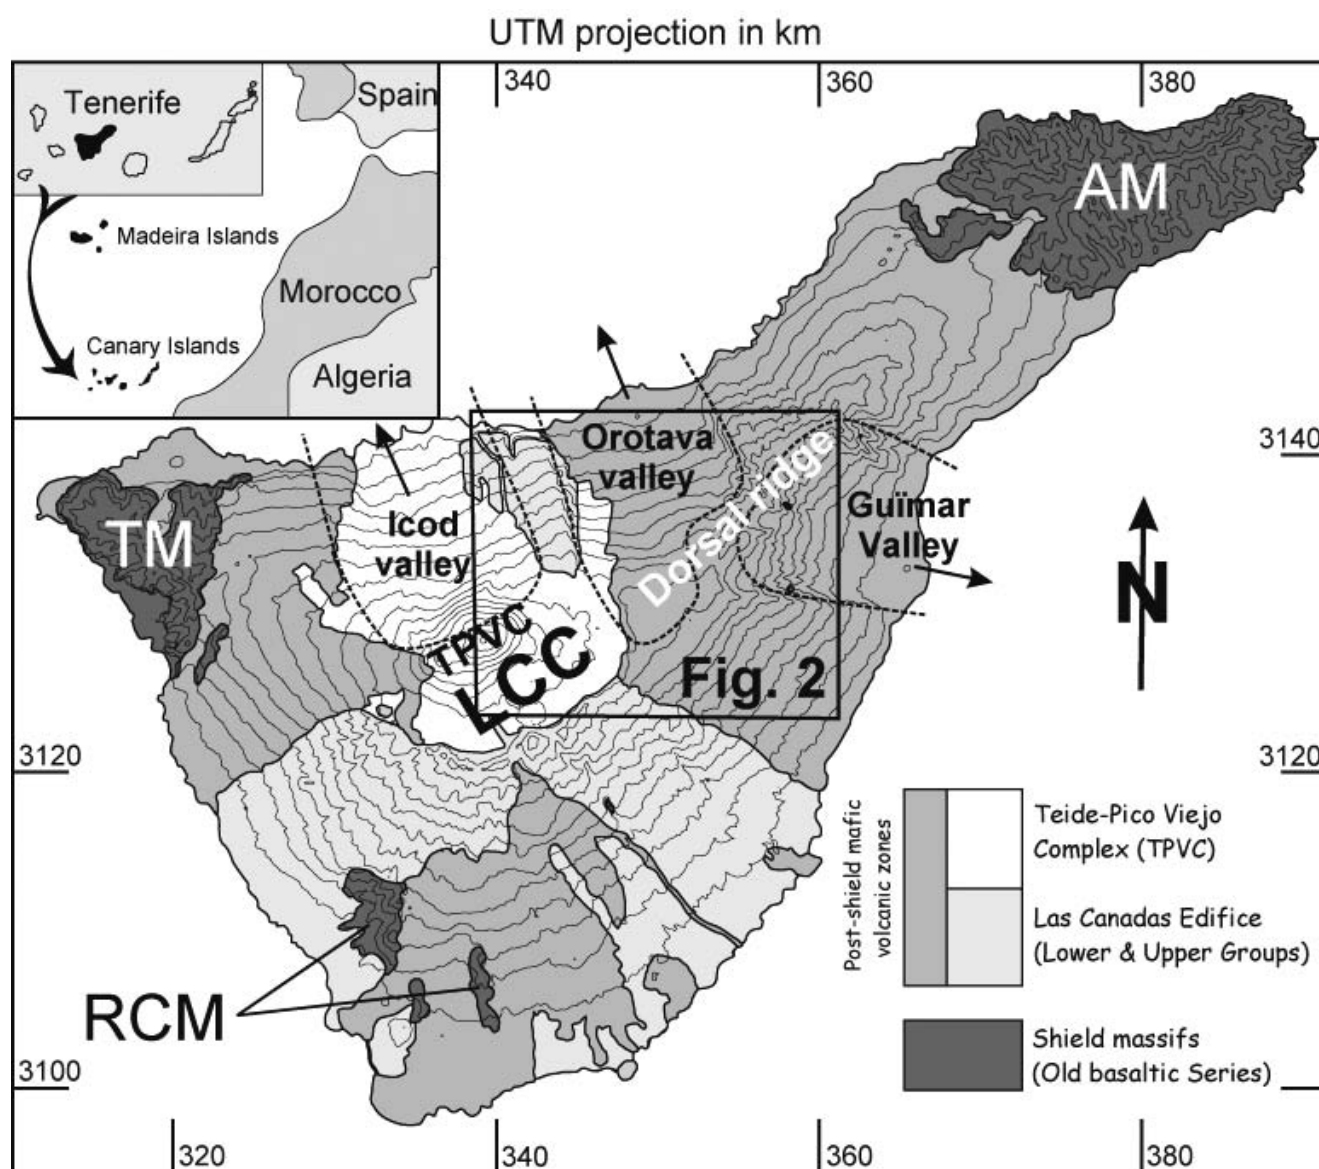 UTM projection in km
340
360
380
Tenerife
Spain
Madeira Islands
Morocco
Canary Islands
Algeria
AM
3140
Orotava
valley
Dorsal ridge
Guïmar
Valley
Icod
valley
TM
TPVC
LCC
Fig. 2
N
3120
3120
Post-shield mafic
volcanic zones
Teide-Pico Viejo
Complex (TPVC)
Las Canadas Edifice
(Lower & Upper Groups)
RCM
Shield massifs
(Old basaltic Series)
3100
320
340
360
380